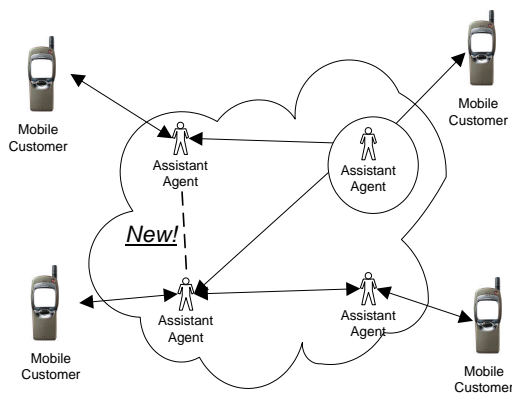 Mobile
Customer
Mobile
Customer
Assistant
Agent
Assistant
Agent
New!
Assistant
Agent
Assistant
Agent
Mobile
Customer
Mobile
Customer